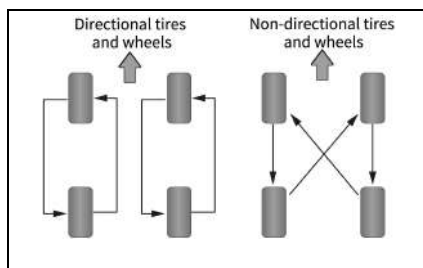 Directional tires
and wheels
Non-directional tires
and wheels